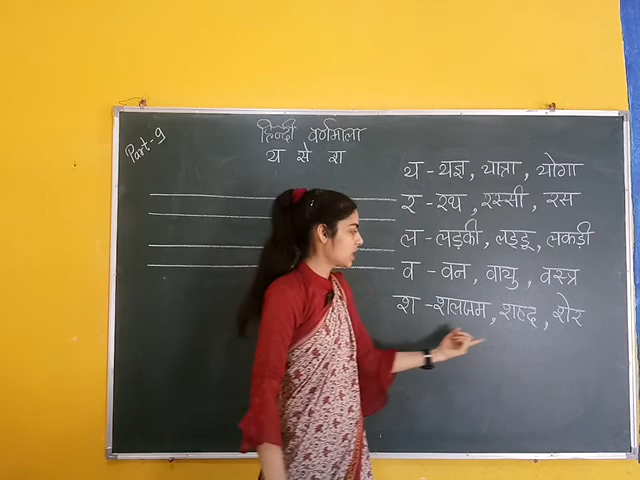 Part-9
हिन्दी वर्णमाला
य से श
य - यज्ञ, यात्रा, योगा
र - रथ, रस्सी, रस
ल - लड़की, लड्डू, लकड़ी
व - वन, वायु, वस्त्र
श - शलजम, शहद, शेर